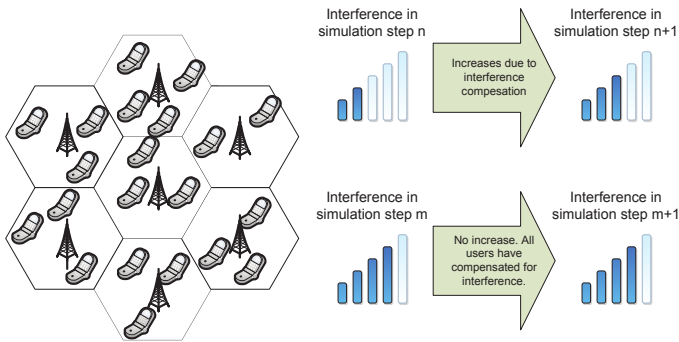 Interference in
simulation step n
Interference in
simulation step n+1
Increases due to
interference
compesation
Interference in
simulation step m
Interference in
simulation step m+1
No increase. All
users have
compensated for
interference.